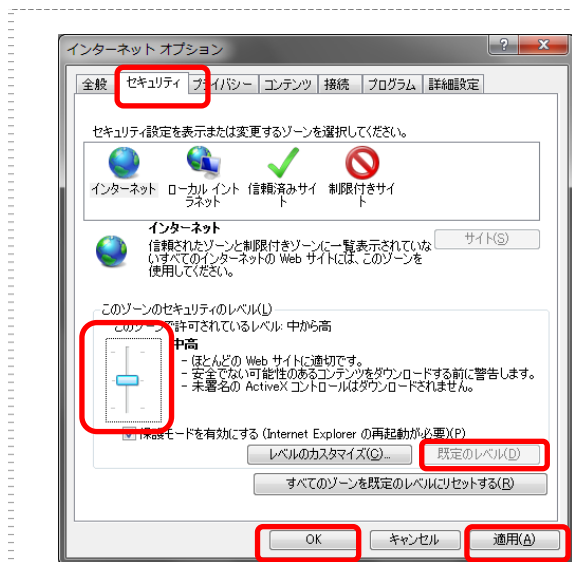 インターネット オプション
全般 セキュリティ プライバシー コンテンツ 接続 プログラム 詳細設定
セキュリティ設定を表示または変更するゾーンを選択してください。
インターネット ローカル イント 信頼済みサイ 制限付きサイ
ラネット ト ト
インターネット
サイト(S)
信頼されたゾーンと制限付きゾーンに一覧表示されていな
いすべてのインターネットの Web サイトには、このゾーンを
使用してください。
このゾーンのセキュリティのレベル(L)
このゾーンで許可されているレベル: 中から高
中高
- ほとんどの Web サイトに適切です。
- 安全でない可能性のあるコンテンツをダウンロードする前に警告します。
- 未署名の ActiveX コントロールはダウンロードされません。
保護モードを有効にする (Internet Explorer の再起動が必要)(P)
レベルのカスタマイズ(C)... 既定のレベル(D)
すべてのゾーンを既定のレベルにリセットする(R)
OK キャンセル 適用(A)